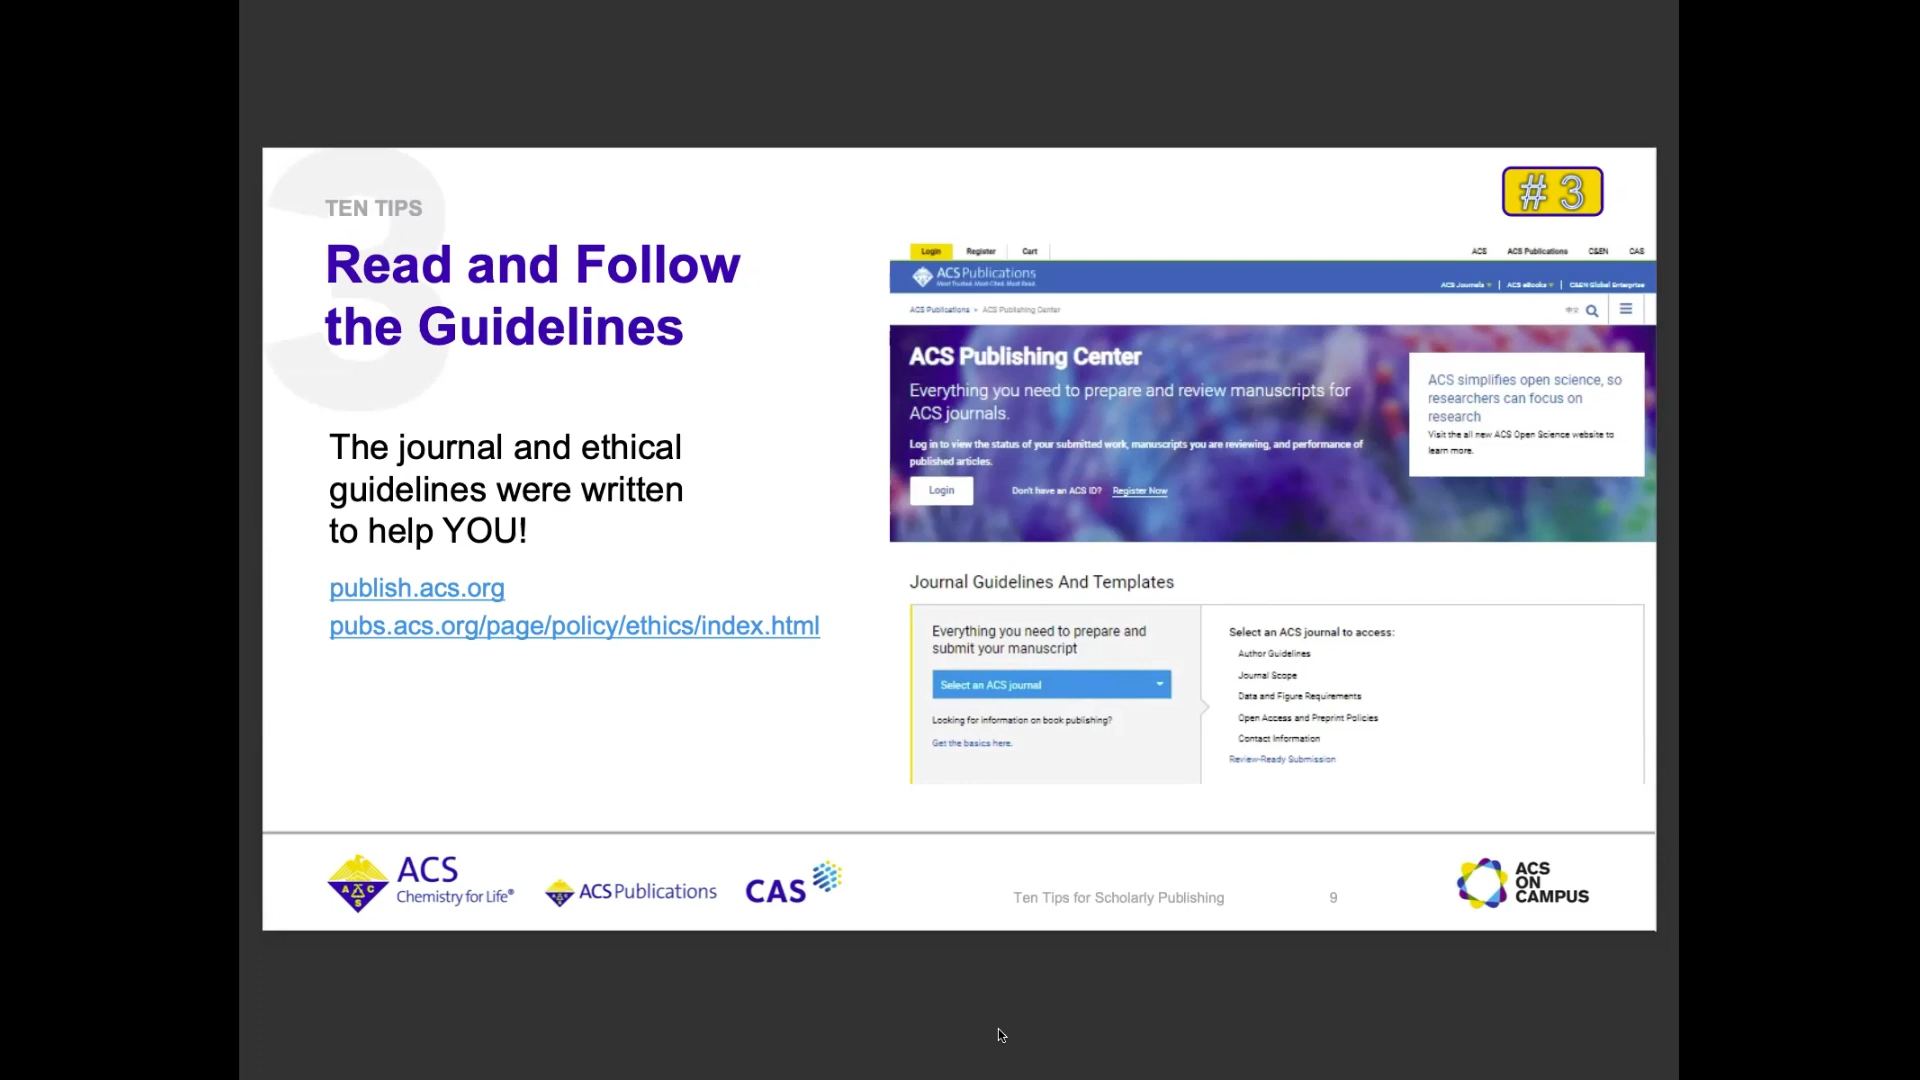 3
TEN TIPS
Read and Follow
the Guidelines
The journal and ethical
guidelines were written
to help YOU!
publish.acs.org
pubs.acs.org/page/policy/ethics/index.html
# 3
Login Register Cart
ACS ACS Publications C&EN CAS
ACS Publications
Most Trusted. Most Cited. Most Read.
ACS Journals ACS eBooks C&EN Global Enterprise
ACS Publications ACS Publishing Center
中文
ACS Publishing Center
Everything you need to prepare and review manuscripts for
ACS journals.
Log in to view the status of your submitted work, manuscripts you are reviewing, and performance of
published articles.
Login Don't have an ACS ID? Register Now
ACS simplifies open science, so
researchers can focus on
research
Visit the all new ACS Open Science website to
learn more.
Journal Guidelines And Templates
Everything you need to prepare and
submit your manuscript
Select an ACS journal
Looking for information on book publishing?
Get the basics here.
Select an ACS journal to access:
Author Guidelines
Journal Scope
Data and Figure Requirements
Open Access and Preprint Policies
Contact Information
Review-Ready Submission
A C S
ACS
Chemistry for Life®
ACS Publications
CAS
Ten Tips for Scholarly Publishing
9
ACS
ON
CAMPUS